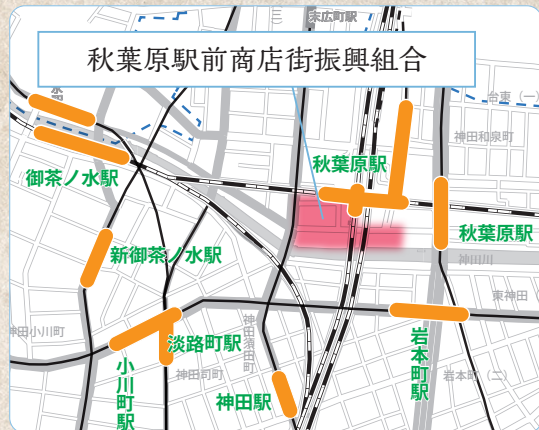 末広町駅
秋葉原駅前商店街振興組合
台東（一）
神田和泉町
秋葉原駅
御茶ノ水駅
秋葉原駅
新御茶ノ水駅
神田川
東神田（
神田小川町
神田須田町
淡路町駅
岩本町駅
小川町駅
神田司町
岩本町（二）
神田駅